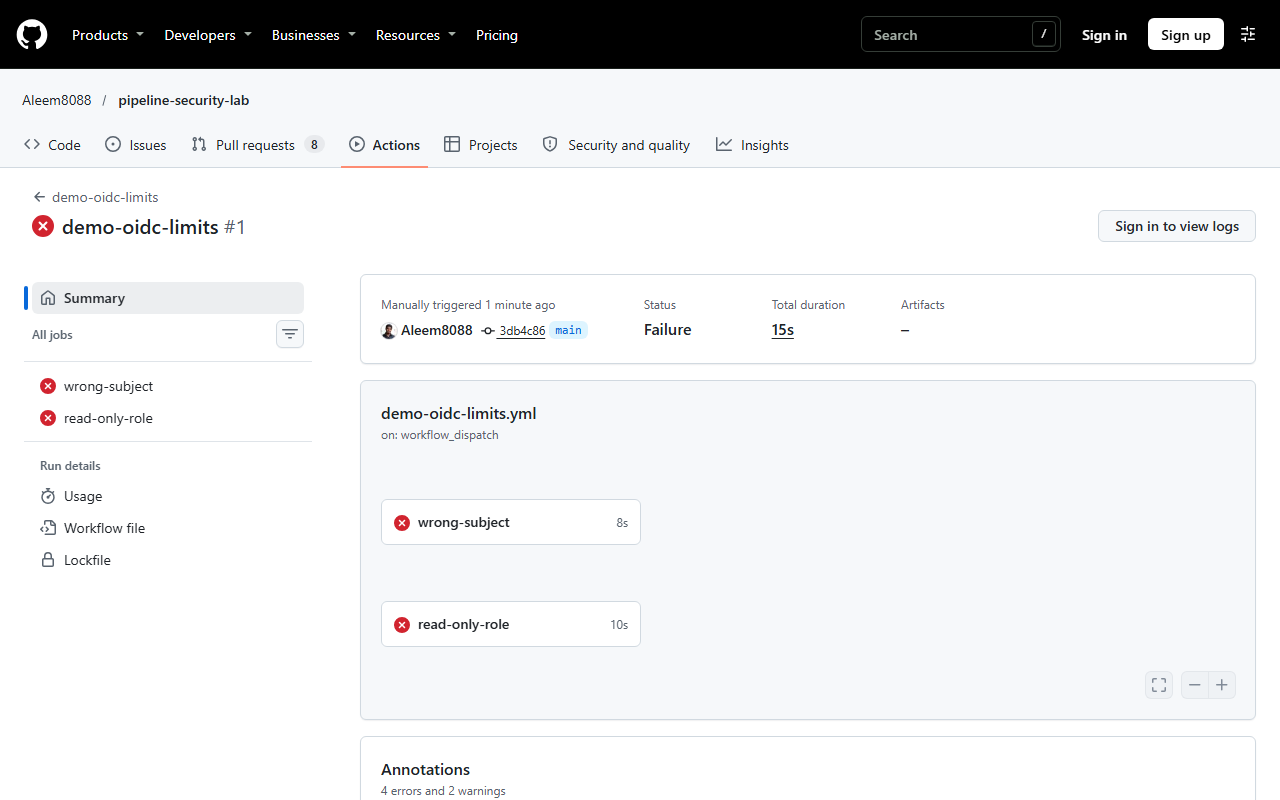 Products Developers Businesses Resources Pricing Search / Sign in Sign up
Aleem8088 / pipeline-security-lab
Code Issues Pull requests 8 Actions Projects Security and quality Insights
demo-oidc-limits
demo-oidc-limits #1
Sign in to view logs
Summary
All jobs
wrong-subject
read-only-role
Run details
Usage
Workflow file
Lockfile
Manually triggered 1 minute ago Status Total duration Artifacts
Aleem8088 3db4c86 main Failure 15s –
demo-oidc-limits.yml
on: workflow_dispatch
wrong-subject 8s
read-only-role 10s
Annotations
4 errors and 2 warnings